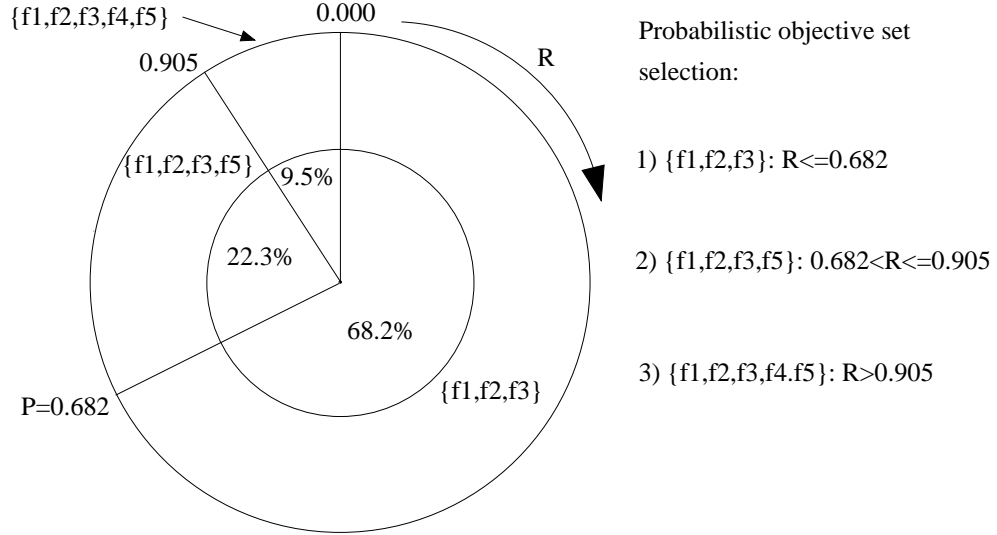 {f1,f2,f3,f4,f5}
0.000
0.905
R
{f1,f2,f3,f5}
9.5%
22.3%
68.2%
{f1,f2,f3}
P=0.682
Probabilistic objective set
selection:
1) {f1,f2,f3}: R<=0.682
2) {f1,f2,f3,f5}: 0.682<R<=0.905
3) {f1,f2,f3,f4.f5}: R>0.905